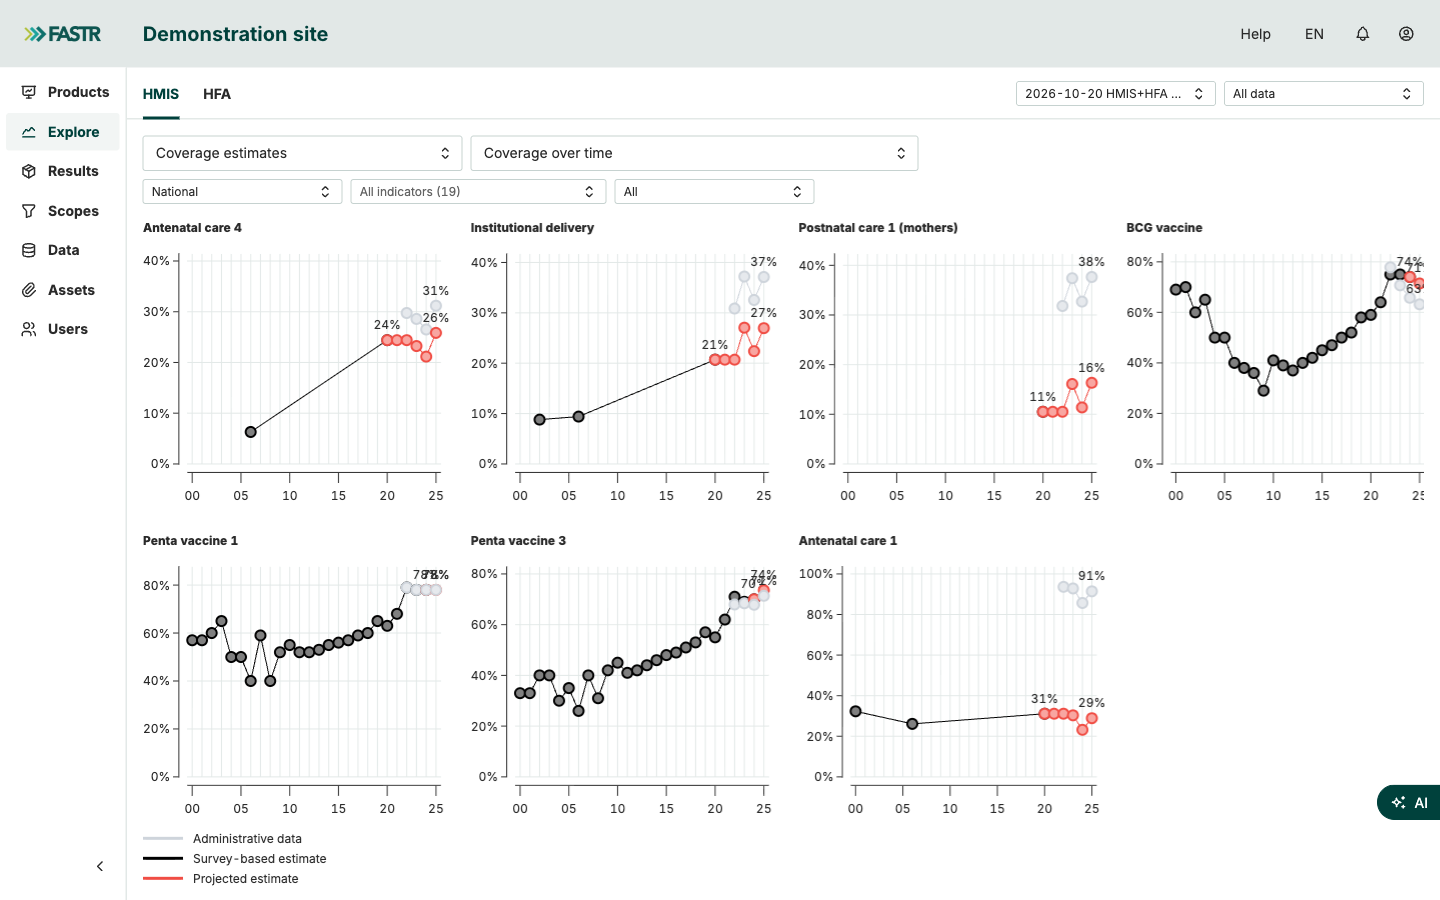 FASTR
Demonstration site
Help
EN
Products
Explore
Results
Scopes
Data
Assets
Users
HMIS
HFA
2026-10-20 HMIS+HFA ...
All data
Coverage estimates
Coverage over time
National
All indicators (19)
All
Antenatal care 4
40%
30%
20%
10%
0%
24%
31%
26%
00 05 10 15 20 25
Institutional delivery
40%
30%
20%
10%
0%
21%
37%
27%
00 05 10 15 20 25
Postnatal care 1 (mothers)
40%
30%
20%
10%
0%
11%
38%
16%
00 05 10 15 20 25
BCG vaccine
80%
60%
40%
20%
0%
74%
71
63
00 05 10 15 20 25
Penta vaccine 1
80%
60%
40%
20%
0%
00 05 10 15 20 25
Penta vaccine 3
80%
60%
40%
20%
0%
74%
00 05 10 15 20 25
Antenatal care 1
100%
80%
60%
40%
20%
0%
31%
91%
29%
00 05 10 15 20 25
Administrative data
Survey-based estimate
Projected estimate
AI